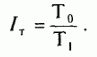 I_т = T_0 / T_1 .